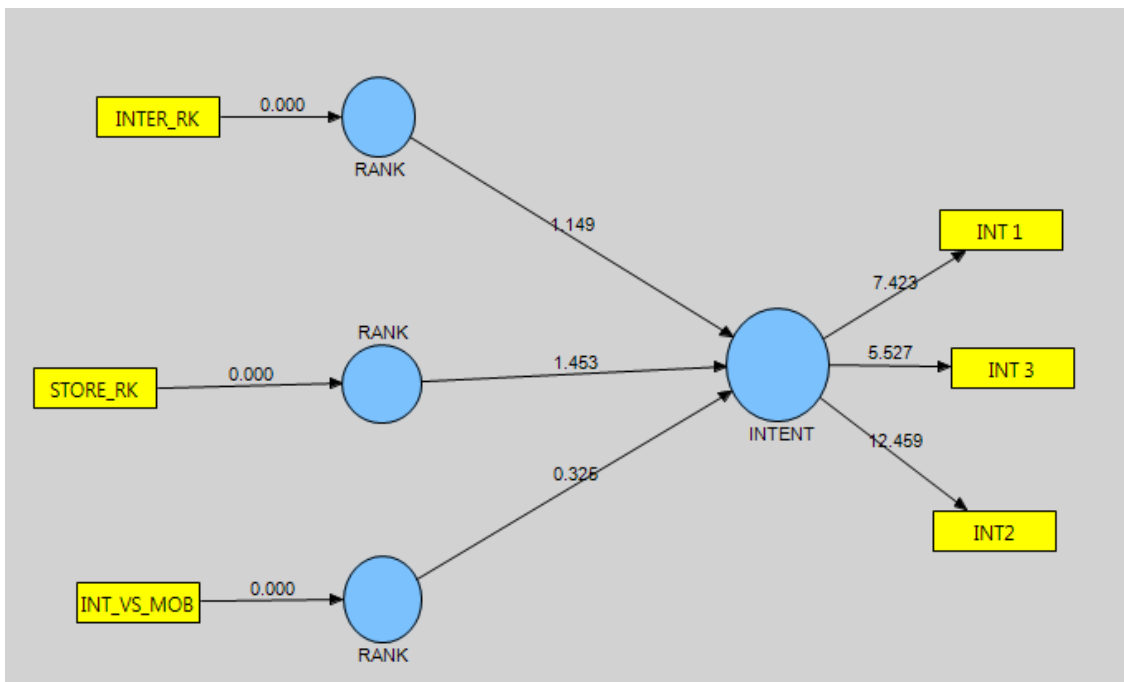 INTER_RK
0.000
RANK
1.149
INT 1
7.423
RANK
STORE_RK
0.000
1.453
5.527
INT 3
INTENT
12.459
INT2
0.325
INT_VS_MOB
0.000
RANK